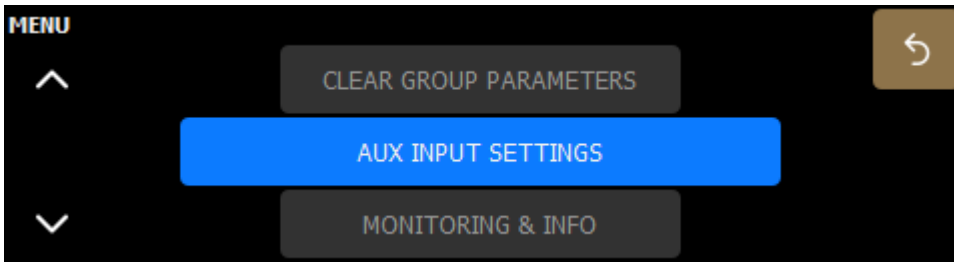 MENU
CLEAR GROUP PARAMETERS
AUX INPUT SETTINGS
MONITORING & INFO